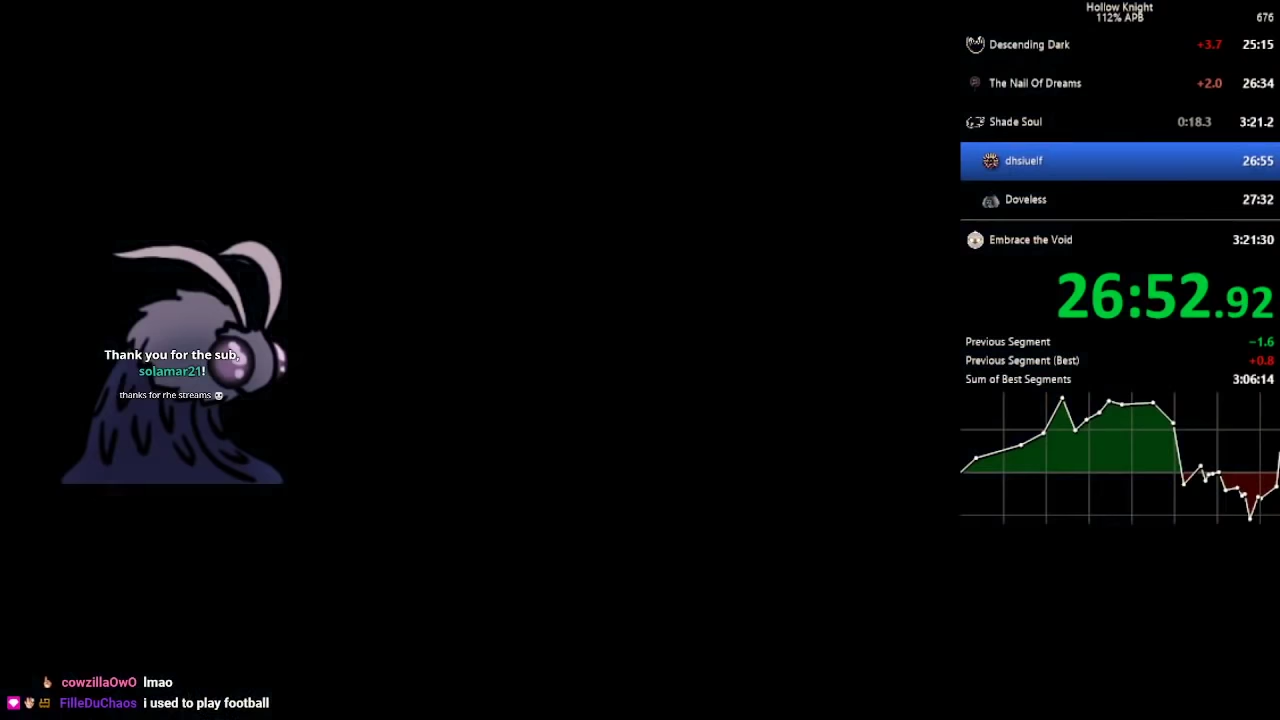 Hollow Knight
112% APB
676
Descending Dark +3.7 25:15
The Nail Of Dreams +2.0 26:34
Shade Soul 0:18.3 3:21.2
dhsiuelf 26:55
Doveless 27:32
Embrace the Void 3:21:30
26:52.92
Previous Segment −1.6
Previous Segment (Best) +0.8
Sum of Best Segments 3:06:14
Thank you for the sub,
solamar21!
thanks for rhe streams
cowzillaOwO lmao
FilleDuChaos i used to play football